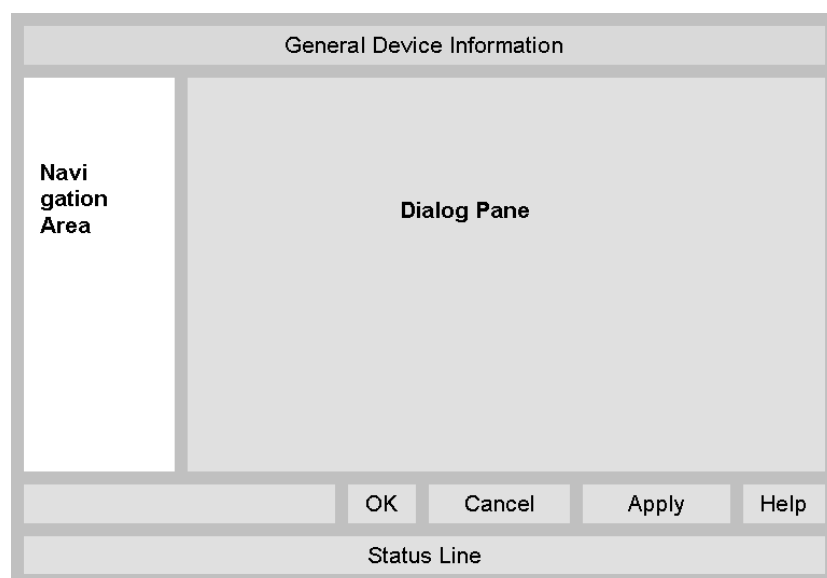 General Device Information
Navi
gation
Area
Dialog Pane
OK Cancel Apply Help
Status Line